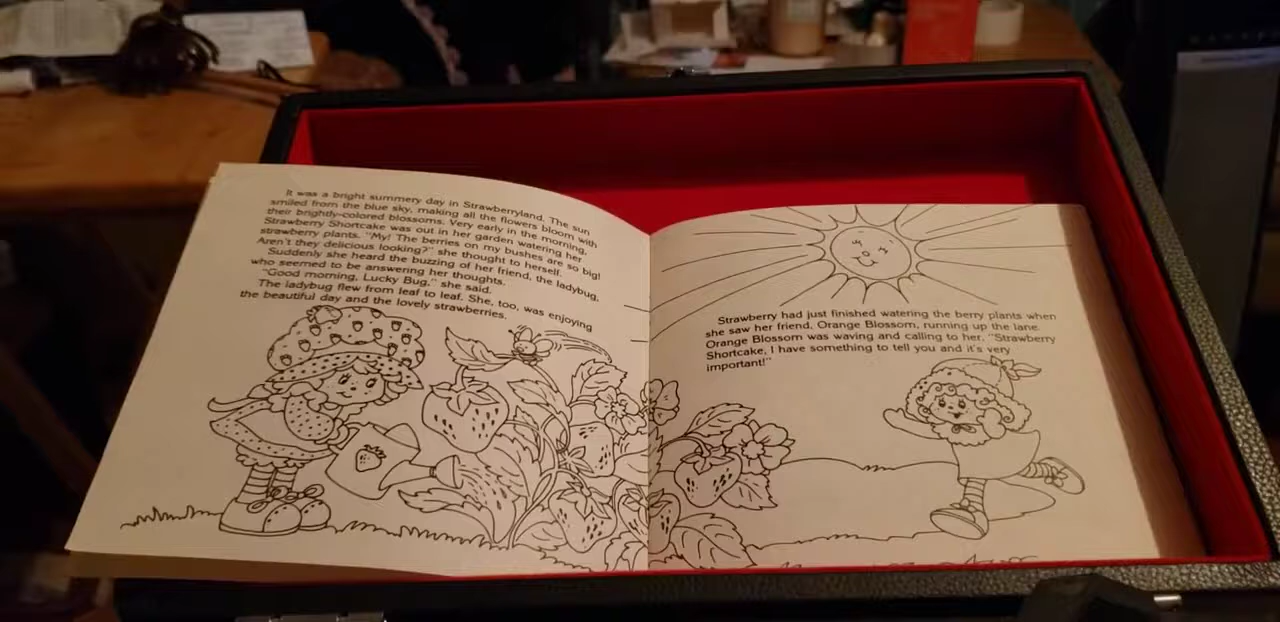 It was a bright summery day in Strawberryland. The sun
smiled from the blue sky, making all the flowers bloom with
their brightly-colored blossoms. Very early in the morning,
Strawberry Shortcake was out in her garden watering her
strawberry plants. "My! The berries on my bushes are so big!
Aren't they delicious looking?" she thought to herself.
Suddenly she heard the buzzing of her friend, the ladybug,
who seemed to be answering her thoughts.
"Good morning, Lucky Bug," she said.
The ladybug flew from leaf to leaf. She, too, was enjoying
the beautiful day and the lovely strawberries.
Strawberry had just finished watering the berry plants when
she saw her friend, Orange Blossom, running up the lane.
Orange Blossom was waving and calling to her, "Strawberry
Shortcake, I have something to tell you and it's very
important!"